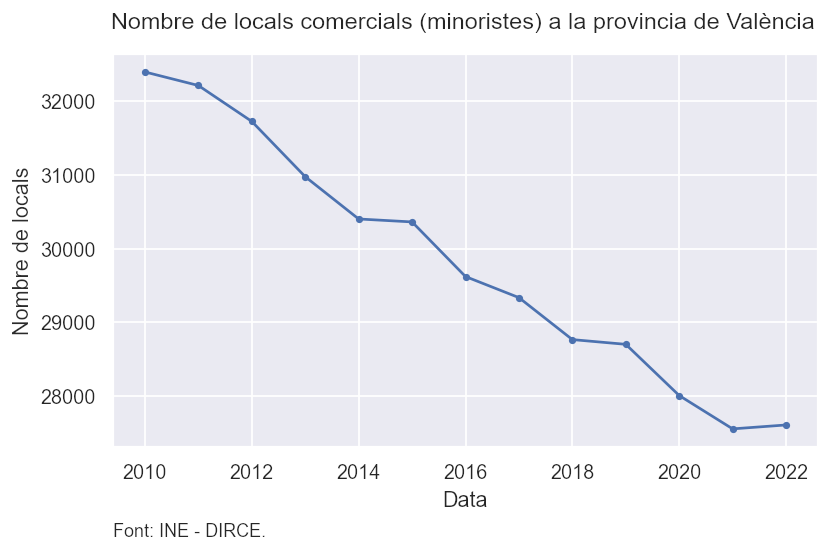 Nombre de locals comercials (minoristes) a la provincia de València
Nombre de locals
32000
31000
30000
29000
28000
2010 2012 2014 2016 2018 2020 2022
Data
Font: INE - DIRCE.